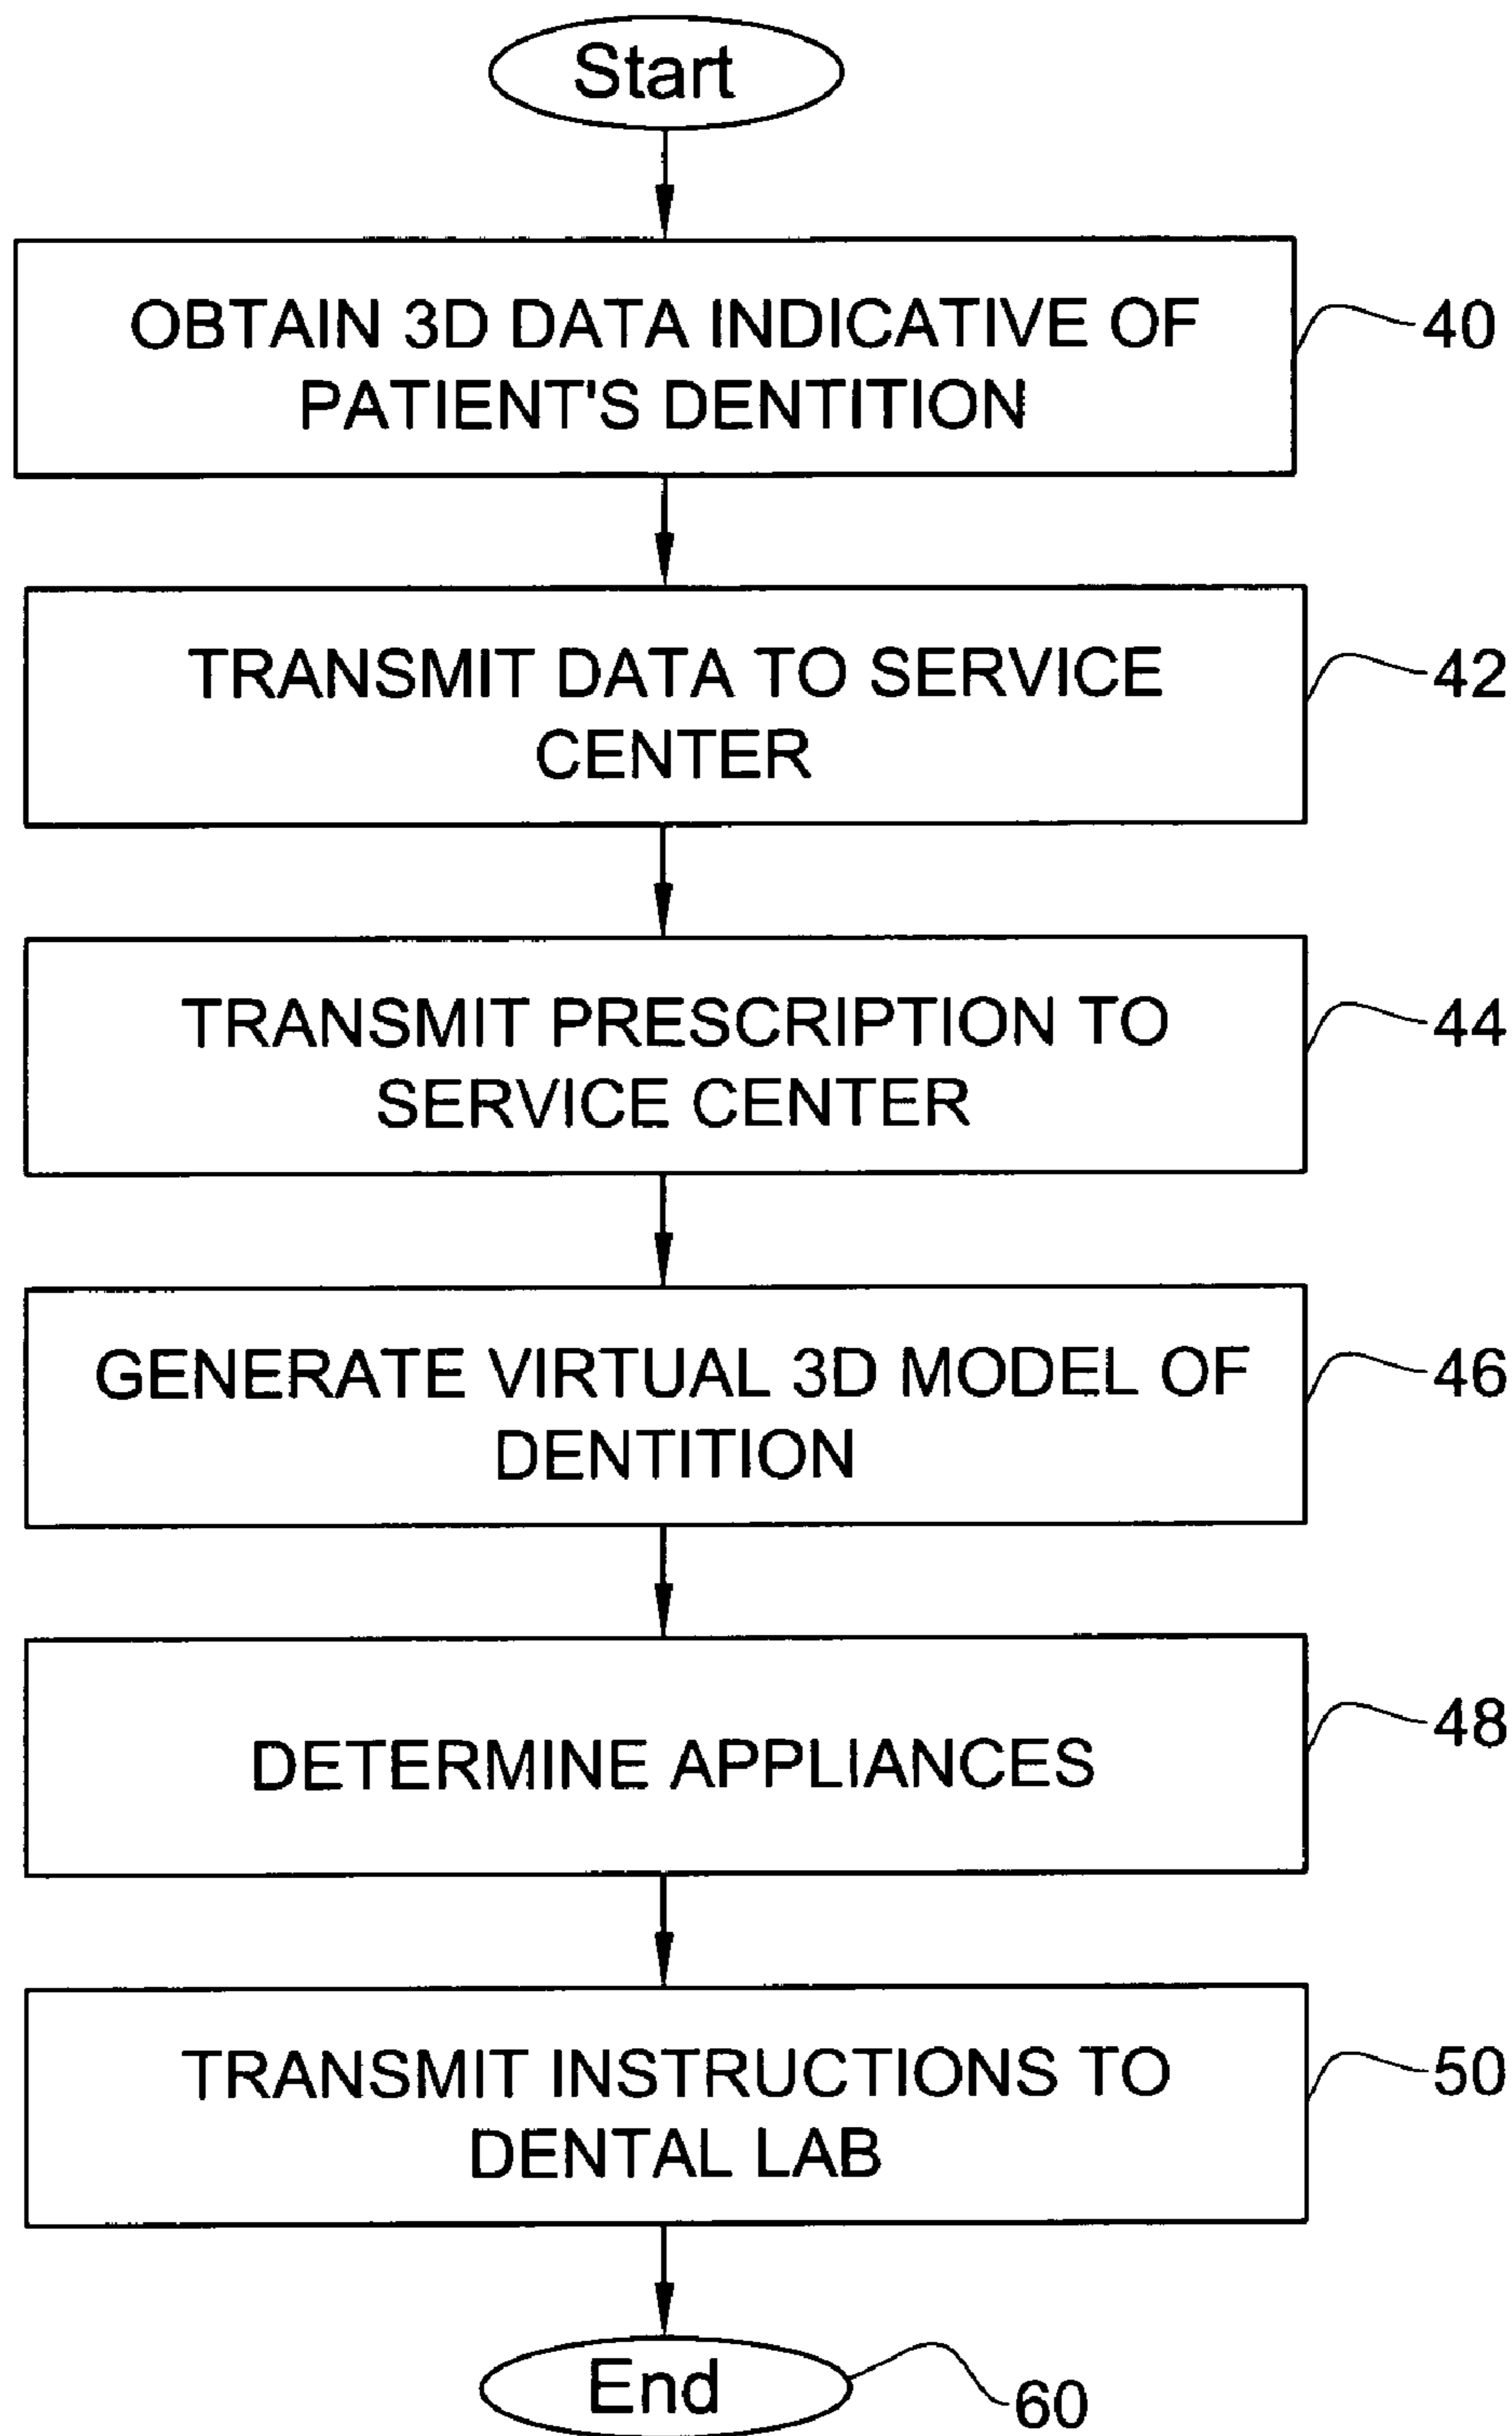 Start
OBTAIN 3D DATA INDICATIVE OF
PATIENT'S DENTITION
40
TRANSMIT DATA TO SERVICE
CENTER
42
TRANSMIT PRESCRIPTION TO
SERVICE CENTER
44
GENERATE VIRTUAL 3D MODEL OF
DENTITION
46
DETERMINE APPLIANCES
48
TRANSMIT INSTRUCTIONS TO
DENTAL LAB
50
End
60